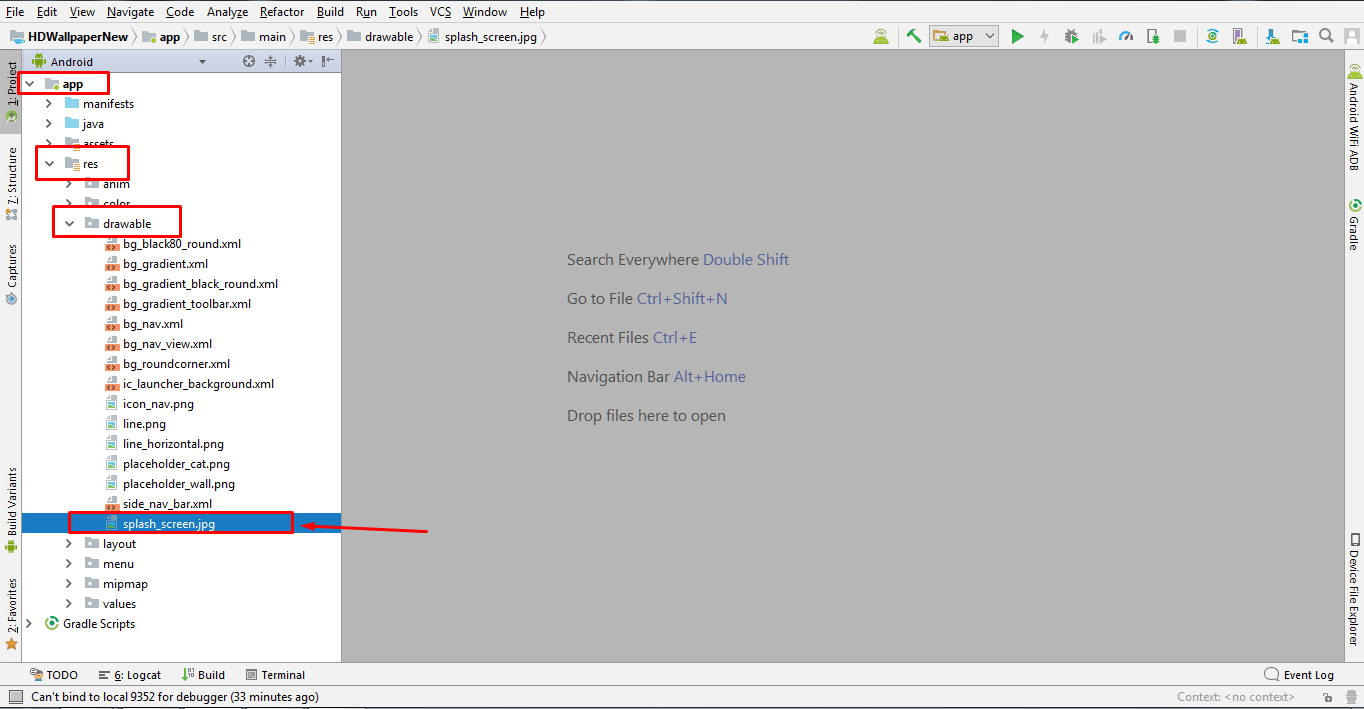 File Edit View Navigate Code Analyze Refactor Build Run Tools VCS Window Help
HDWallpaperNew app src main res drawable splash_screen.jpg app
Android
1: Project
7: Structure
Captures
Build Variants
2: Favorites
app
manifests
java
assets
res
anim
color
drawable
bg_black80_round.xml
bg_gradient.xml
bg_gradient_black_round.xml
bg_gradient_toolbar.xml
bg_nav.xml
bg_nav_view.xml
bg_roundcorner.xml
ic_launcher_background.xml
icon_nav.png
line.png
line_horizontal.png
placeholder_cat.png
placeholder_wall.png
side_nav_bar.xml
splash_screen.jpg
layout
menu
mipmap
values
Gradle Scripts
Search Everywhere Double Shift
Go to File Ctrl+Shift+N
Recent Files Ctrl+E
Navigation Bar Alt+Home
Drop files here to open
Android WiFi ADB
Gradle
Device File Explorer
TODO 6: Logcat Build Terminal Event Log
Can't bind to local 9352 for debugger (33 minutes ago) Context: <no context>